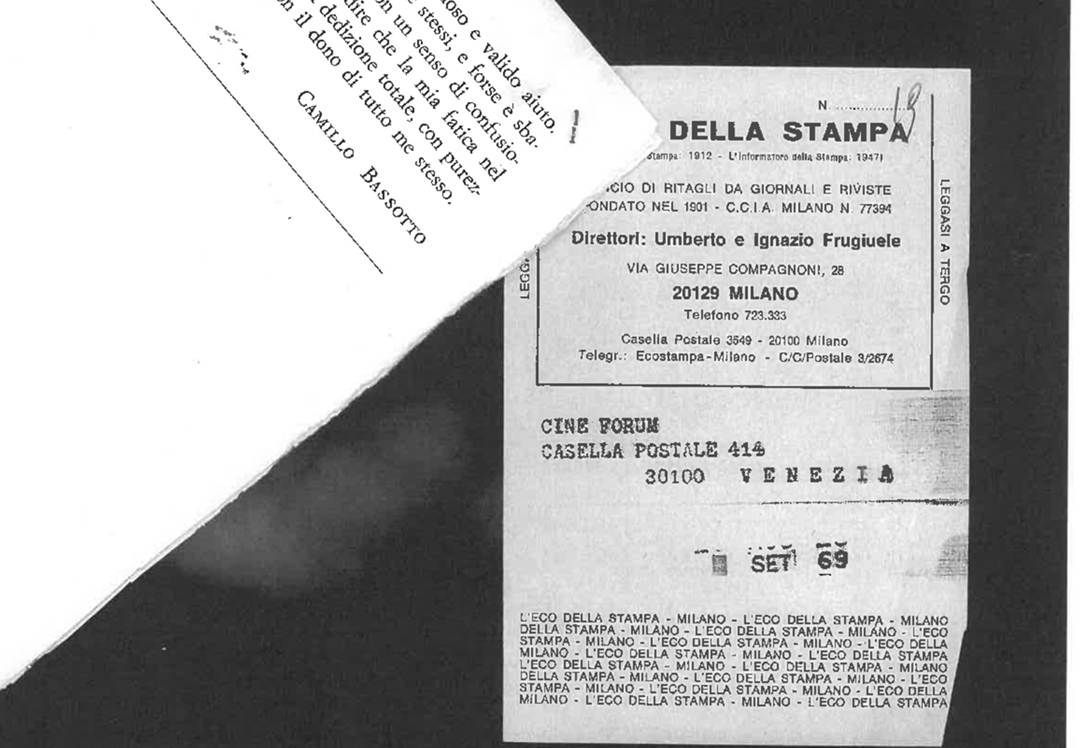 oso e valido aiuto.
stessi, e forse è sba-
n un senso di confusio-
dire che la mia fatica nel
dedizione totale, con purez-
n il dono di tutto me stesso.
CAMILLO BASSOTTO
N. ................
DELLA STAMPA
Stampa: 1912 - L'Informatore della Stampa: 1947)
CIO DI RITAGLI DA GIORNALI E RIVISTE
ONDATO NEL 1901 - C.C.I.A. MILANO N. 77394
Direttori: Umberto e Ignazio Frugiuele
VIA GIUSEPPE COMPAGNONI, 28
20129 MILANO
Telefono 723.333
Casella Postale 3549 - 20100 Milano
Telegr.: Ecostampa-Milano - C/C/Postale 3/2674
LEGG
LEGGASI A TERGO
CINE FORUM
CASELLA POSTALE 414
30100 VENEZIA
SET 69
L'ECO DELLA STAMPA - MILANO - L'ECO DELLA STAMPA - MILANO
DELLA STAMPA - MILANO - L'ECO DELLA STAMPA - MILANO - L'ECO
STAMPA - MILANO - L'ECO DELLA STAMPA - MILANO - L'ECO DELLA
MILANO - L'ECO DELLA STAMPA - MILANO - L'ECO DELLA STAMPA
L'ECO DELLA STAMPA - MILANO - L'ECO DELLA STAMPA - MILANO
DELLA STAMPA - MILANO - L'ECO DELLA STAMPA - MILANO - L'ECO
STAMPA - MILANO - L'ECO DELLA STAMPA - MILANO - L'ECO DELLA
MILANO - L'ECO DELLA STAMPA - MILANO - L'ECO DELLA STAMPA